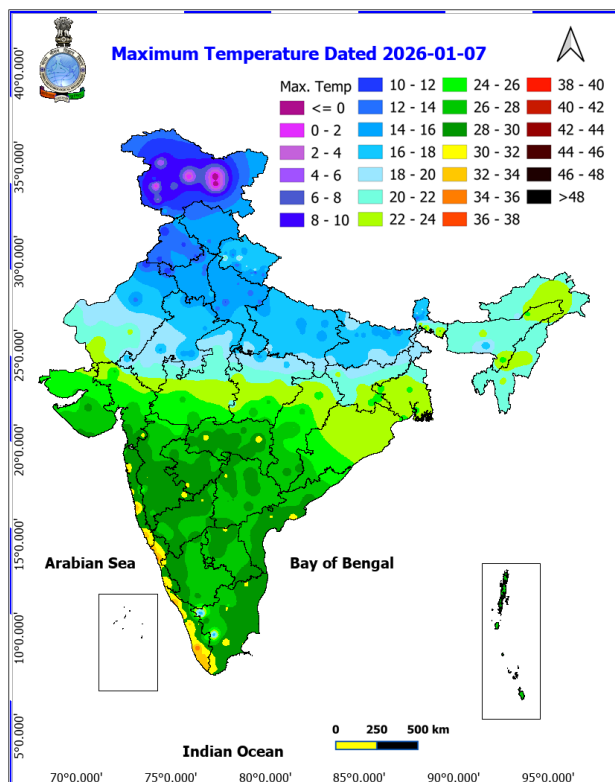 Maximum Temperature Dated 2026-01-07
Max. Temp
<= 0
0 - 2
2 - 4
4 - 6
6 - 8
8 - 10
10 - 12
12 - 14
14 - 16
16 - 18
18 - 20
20 - 22
22 - 24
24 - 26
26 - 28
28 - 30
30 - 32
32 - 34
34 - 36
36 - 38
38 - 40
40 - 42
42 - 44
44 - 46
46 - 48
>48
40°0.000'
35°0.000'
30°0.000'
25°0.000'
20°0.000'
15°0.000'
10°0.000'
5°0.000'
Arabian Sea
Bay of Bengal
Indian Ocean
0 250 500 km
70°0.000' 75°0.000' 80°0.000' 85°0.000' 90°0.000' 95°0.000'